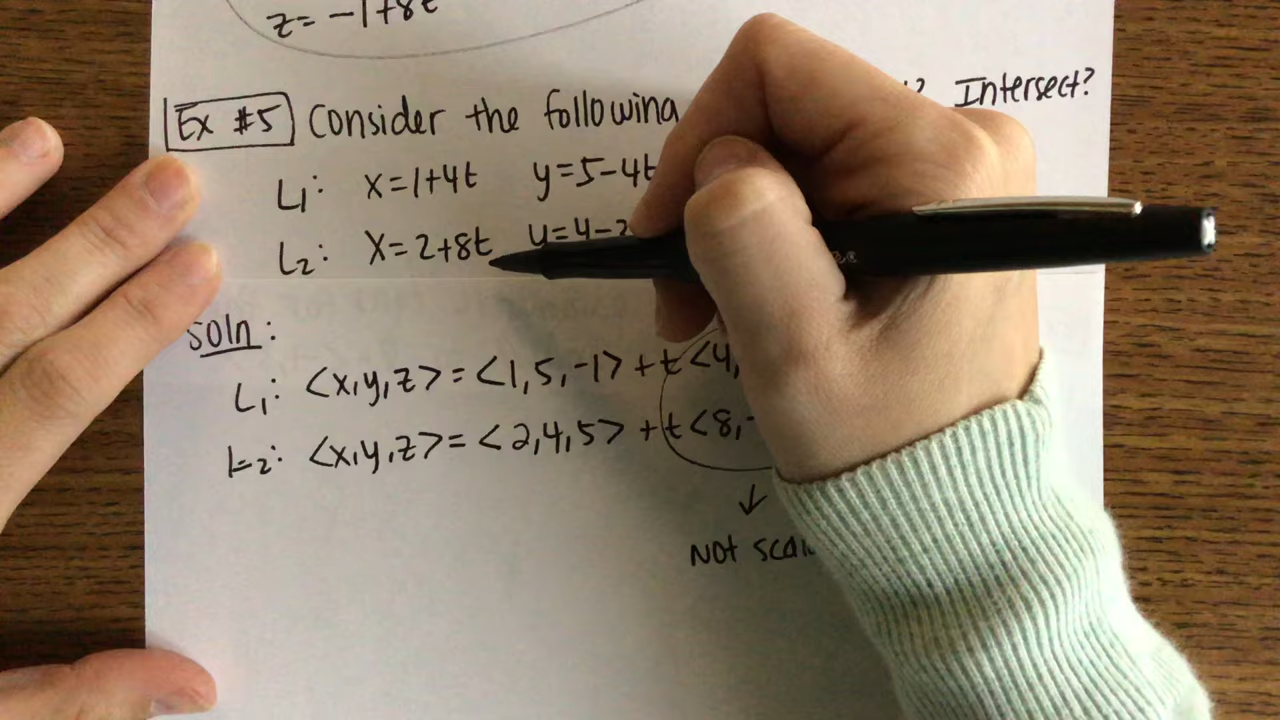 z = -1+8t
Ex #5 Consider the following Intersect?
L₁: x=1+4t y=5-4t
L₂: x=2+8t y=4-
Soln:
L₁: <x,y,z> = <1,5,-1> + t<4,
L₂: <x,y,z> = <2,4,5> + t<8,-
↓
Not